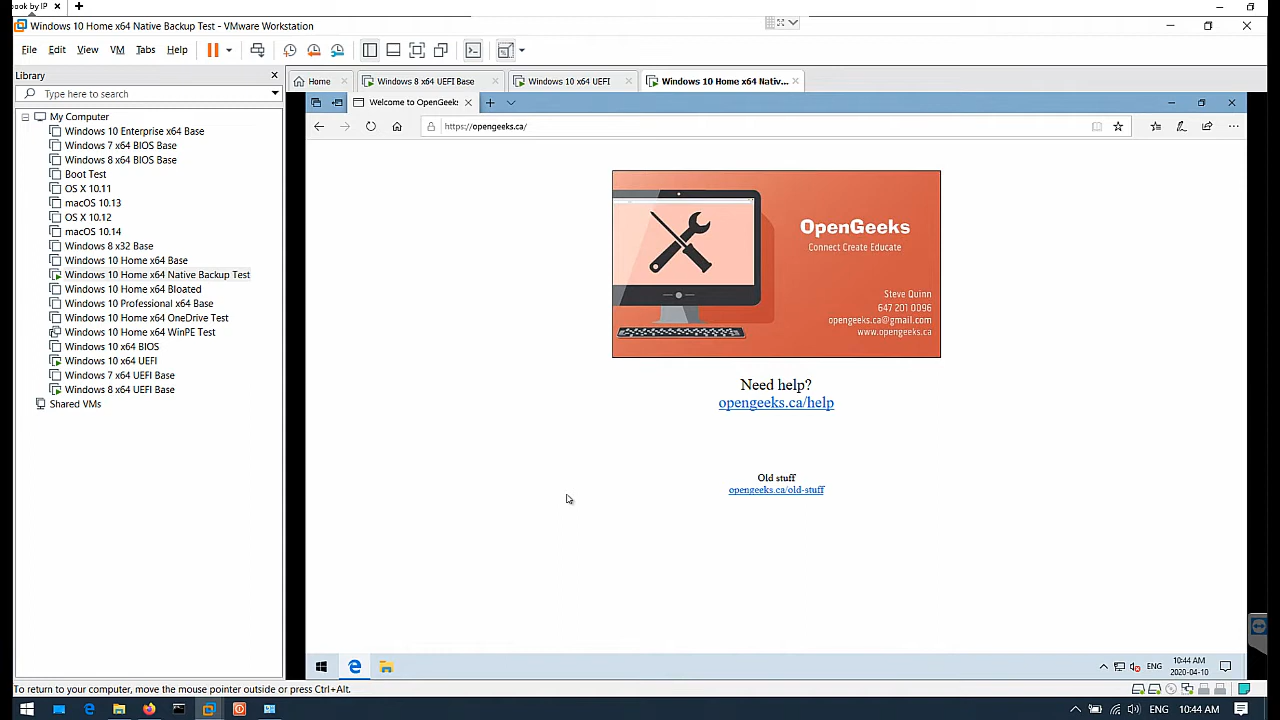 ook by IP
Windows 10 Home x64 Native Backup Test - VMware Workstation
File Edit View VM Tabs Help
Library
Type here to search
My Computer
Windows 10 Enterprise x64 Base
Windows 7 x64 BIOS Base
Windows 8 x64 BIOS Base
Boot Test
OS X 10.11
macOS 10.13
OS X 10.12
macOS 10.14
Windows 8 x32 Base
Windows 10 Home x64 Base
Windows 10 Home x64 Native Backup Test
Windows 10 Home x64 Bloated
Windows 10 Professional x64 Base
Windows 10 Home x64 OneDrive Test
Windows 10 Home x64 WinPE Test
Windows 10 x64 BIOS
Windows 10 x64 UEFI
Windows 7 x64 UEFI Base
Windows 8 x64 UEFI Base
Shared VMs
Home Windows 8 x64 UEFI Base Windows 10 x64 UEFI Windows 10 Home x64 Nativ...
Welcome to OpenGeeks
https://opengeeks.ca/
OpenGeeks
Connect Create Educate
Steve Quinn
647 201 0096
opengeeks.ca@gmail.com
www.opengeeks.ca
Need help?
opengeeks.ca/help
Old stuff
opengeeks.ca/old-stuff
ENG 10:44 AM
2020-04-10
To return to your computer, move the mouse pointer outside or press Ctrl+Alt.
ENG 10:44 AM